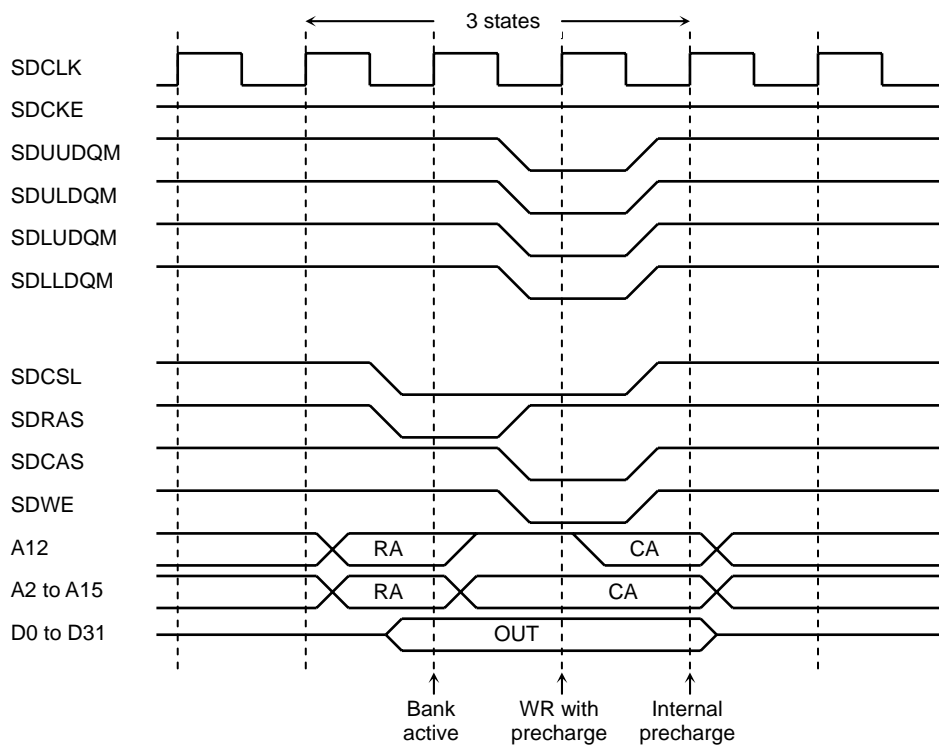 3 states
SDCLK
SDCKE
SDUUDQM
SDULDQM
SDLUDQM
SDLLDQM
SDCSL
SDRAS
SDCAS
SDWE
A12 RA CA
A2 to A15 RA CA
D0 to D31 OUT
Bank active
WR with precharge
Internal precharge